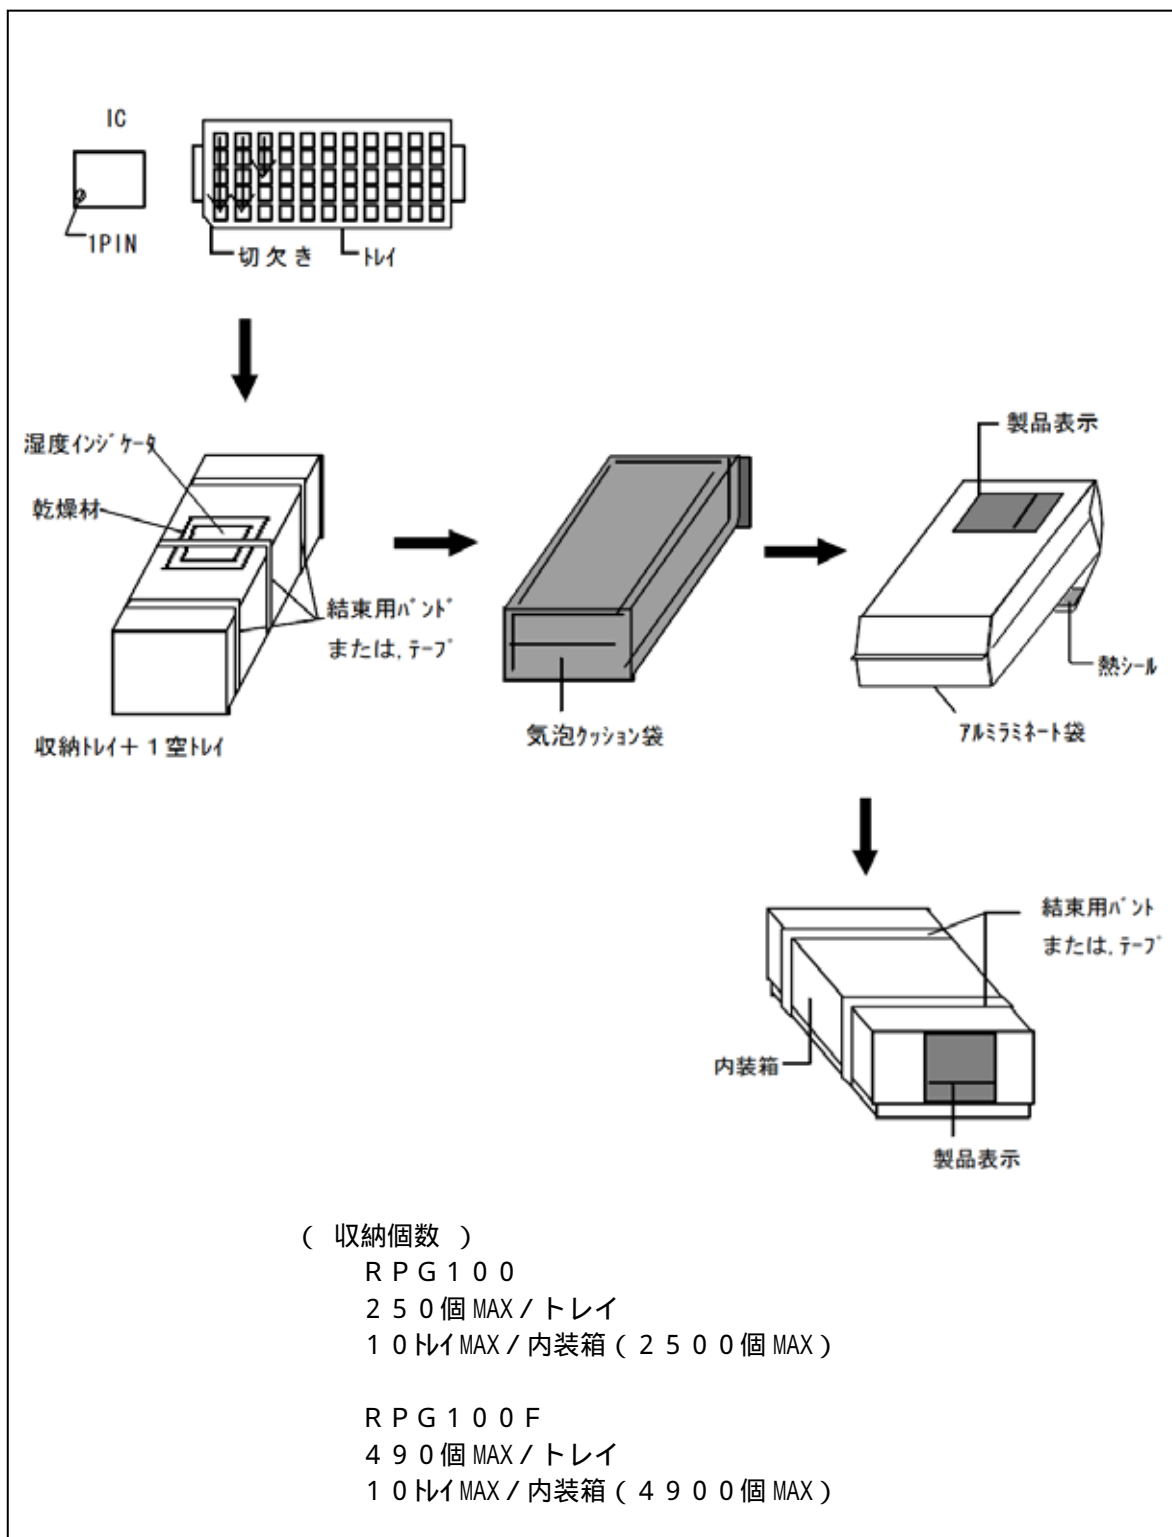 IC
1PIN
切欠き
ﾄﾚｲ
湿度ｲﾝｼﾞｹｰﾀ
乾燥材
結束用ﾊﾞﾝﾄﾞ
または,ﾃｰﾌﾟ
収納ﾄﾚｲ＋１空ﾄﾚｲ
気泡ｸｯｼｮﾝ袋
製品表示
熱ｼｰﾙ
ｱﾙﾐﾗﾐﾈｰﾄ袋
結束用ﾊﾞﾝﾄ
または,ﾃｰﾌﾟ
内装箱
製品表示
（ 収納個数 ）
ＲＰＧ１００
２５０個MAX／トレイ
１０ﾄﾚｲMAX／内装箱（２５００個MAX）
ＲＰＧ１００Ｆ
４９０個MAX／トレイ
１０ﾄﾚｲMAX／内装箱（４９００個MAX）